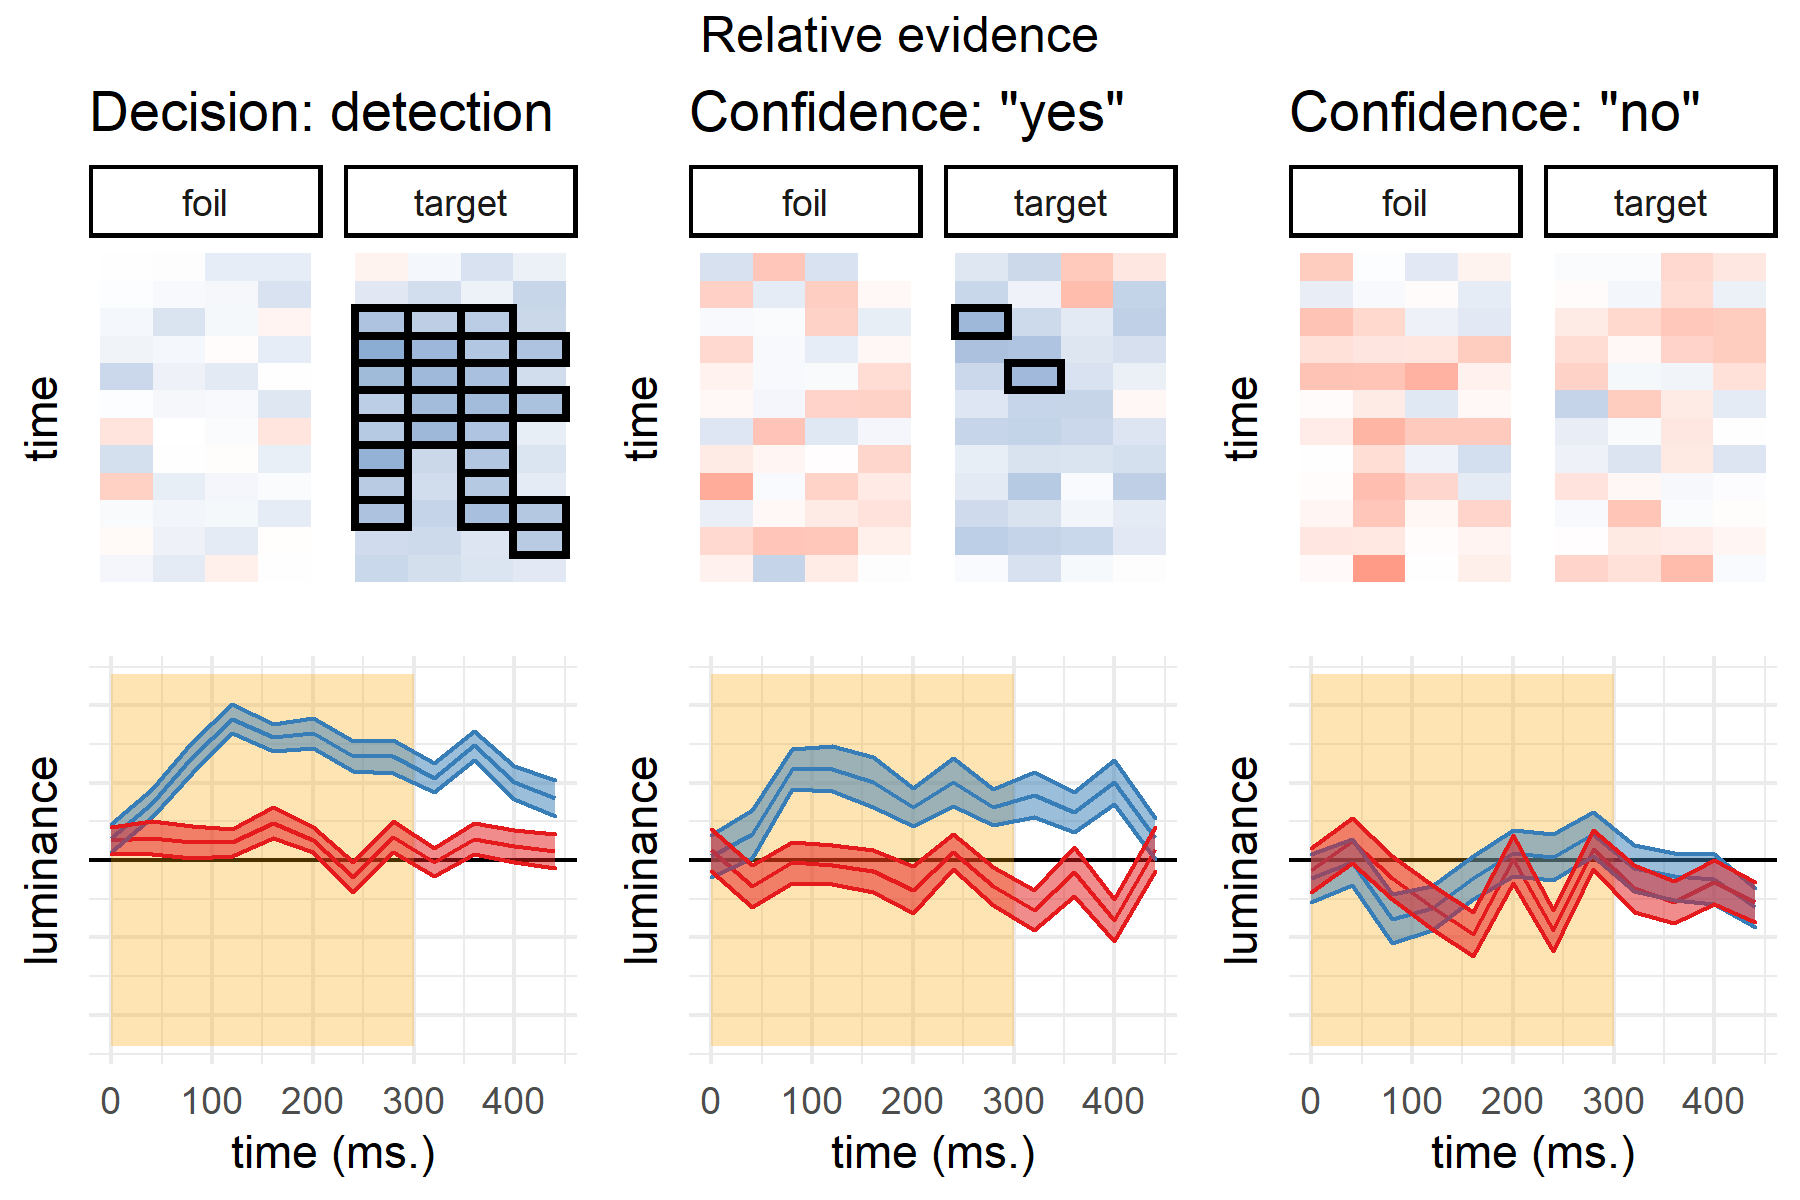 Relative evidence
Decision: detection
Confidence: "yes"
Confidence: "no"
foil
target
foil
target
foil
target
time
time
time
luminance
luminance
luminance
0 100 200 300 400
0 100 200 300 400
0 100 200 300 400
time (ms.)
time (ms.)
time (ms.)